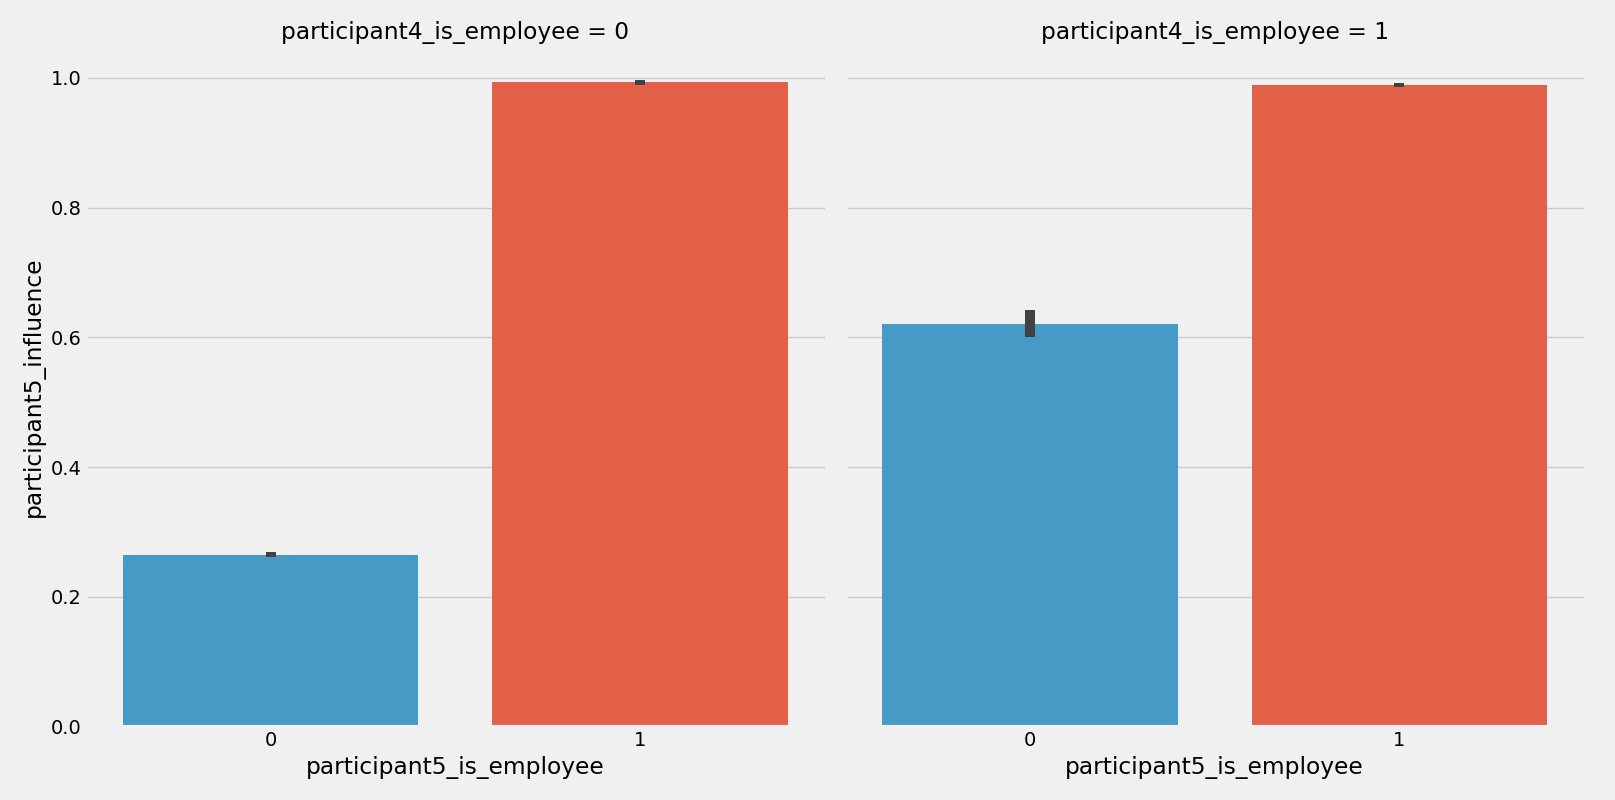 participant4_is_employee = 0
participant4_is_employee = 1
participant5_influence
1.0
0.8
0.6
0.4
0.2
0.0
0
1
0
1
participant5_is_employee
participant5_is_employee